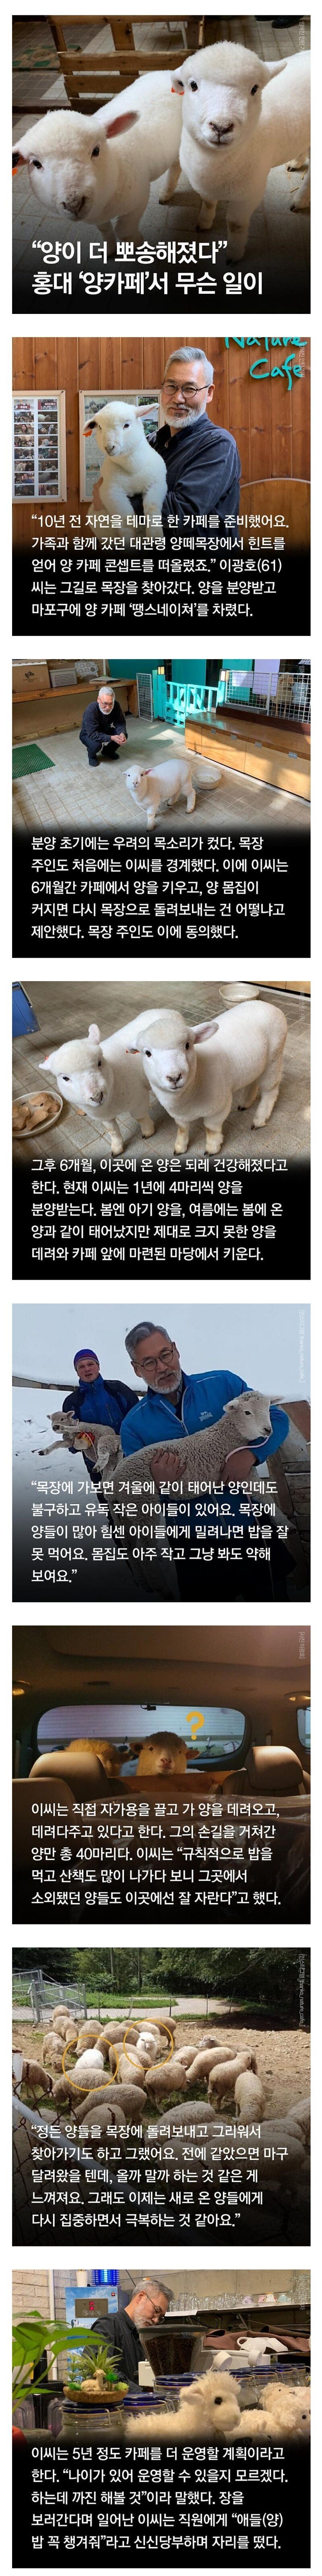 “양이 더 뽀송해졌다”
홍대 ‘양카페’서 무슨 일이
Nature
Cafe
“10년 전 자연을 테마로 한 카페를 준비했어요.
가족과 함께 갔던 대관령 양떼목장에서 힌트를
얻어 양 카페 콘셉트를 떠올렸죠.” 이광호(61)
씨는 그길로 목장을 찾아갔다. 양을 분양받고
마포구에 양 카페 ‘땡스네이쳐’를 차렸다.
분양 초기에는 우려의 목소리가 컸다. 목장
주인도 처음에는 이씨를 경계했다. 이에 이씨는
6개월간 카페에서 양을 키우고, 양 몸집이
커지면 다시 목장으로 돌려보내는 건 어떻냐고
제안했다. 목장 주인도 이에 동의했다.
그후 6개월, 이곳에 온 양은 되레 건강해졌다고
한다. 현재 이씨는 1년에 4마리씩 양을
분양받는다. 봄엔 아기 양을, 여름에는 봄에 온
양과 같이 태어났지만 제대로 크지 못한 양을
데려와 카페 앞에 마련된 마당에서 키운다.
“목장에 가보면 겨울에 같이 태어난 양인데도
불구하고 유독 작은 아이들이 있어요. 목장에
양들이 많아 힘센 아이들에게 밀려나면 밥을 잘
못 먹어요. 몸집도 아주 작고 그냥 봐도 약해
보여요.”
?
이씨는 직접 자가용을 끌고 가 양을 데려오고,
데려다주고 있다고 한다. 그의 손길을 거쳐간
양만 총 40마리다. 이씨는 “규칙적으로 밥을
먹고 산책도 많이 나가다 보니 그곳에서
소외됐던 양들도 이곳에선 잘 자란다”고 했다.
“정든 양들을 목장에 돌려보내고 그리워서
찾아가기도 하고 그랬어요. 전에 같았으면 마구
달려왔을 텐데, 올까 말까 하는 것 같은 게
느껴져요. 그래도 이제는 새로 온 양들에게
다시 집중하면서 극복하는 것 같아요.”
이씨는 5년 정도 카페를 더 운영할 계획이라고
한다. “나이가 있어 운영할 수 있을지 모르겠다.
하는데 까진 해볼 것”이라 말했다. 장을
보러간다며 일어난 이씨는 직원에게 “애들(양)
밥 꼭 챙겨줘”라고 신신당부하며 자리를 떴다.